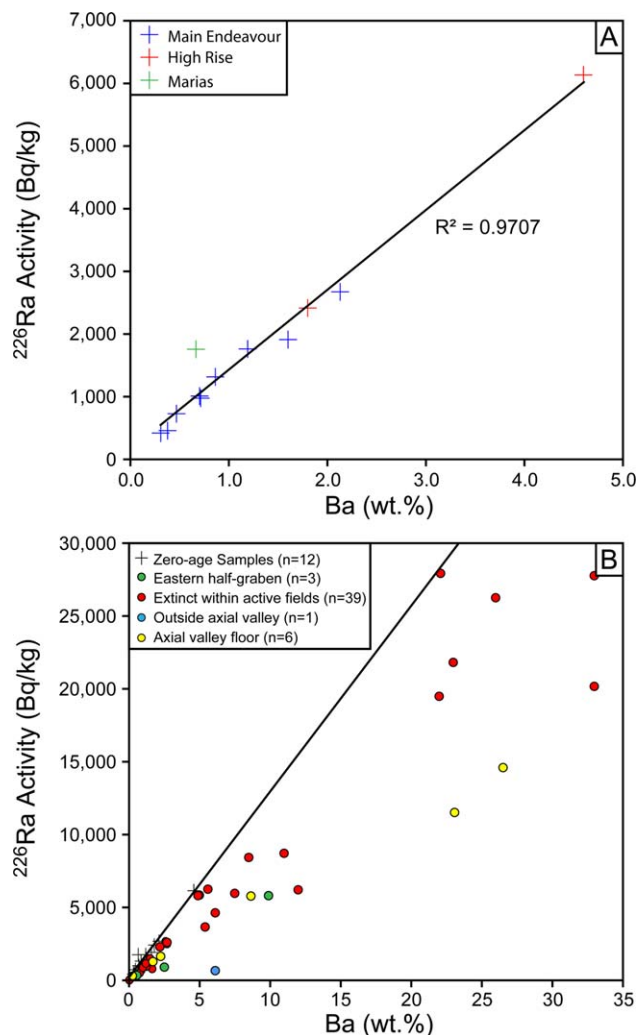 7,000
6,000
5,000
4,000
3,000
2,000
1,000
0
²²⁶Ra Activity (Bq/kg)
Main Endeavour
High Rise
Marias
A
R² = 0.9707
0.0 1.0 2.0 3.0 4.0 5.0
Ba (wt.%)
30,000
25,000
20,000
15,000
10,000
5,000
0
²²⁶Ra Activity (Bq/kg)
Zero-age Samples (n=12)
Eastern half-graben (n=3)
Extinct within active fields (n=39)
Outside axial valley (n=1)
Axial valley floor (n=6)
B
0 5 10 15 20 25 30 35
Ba (wt.%)